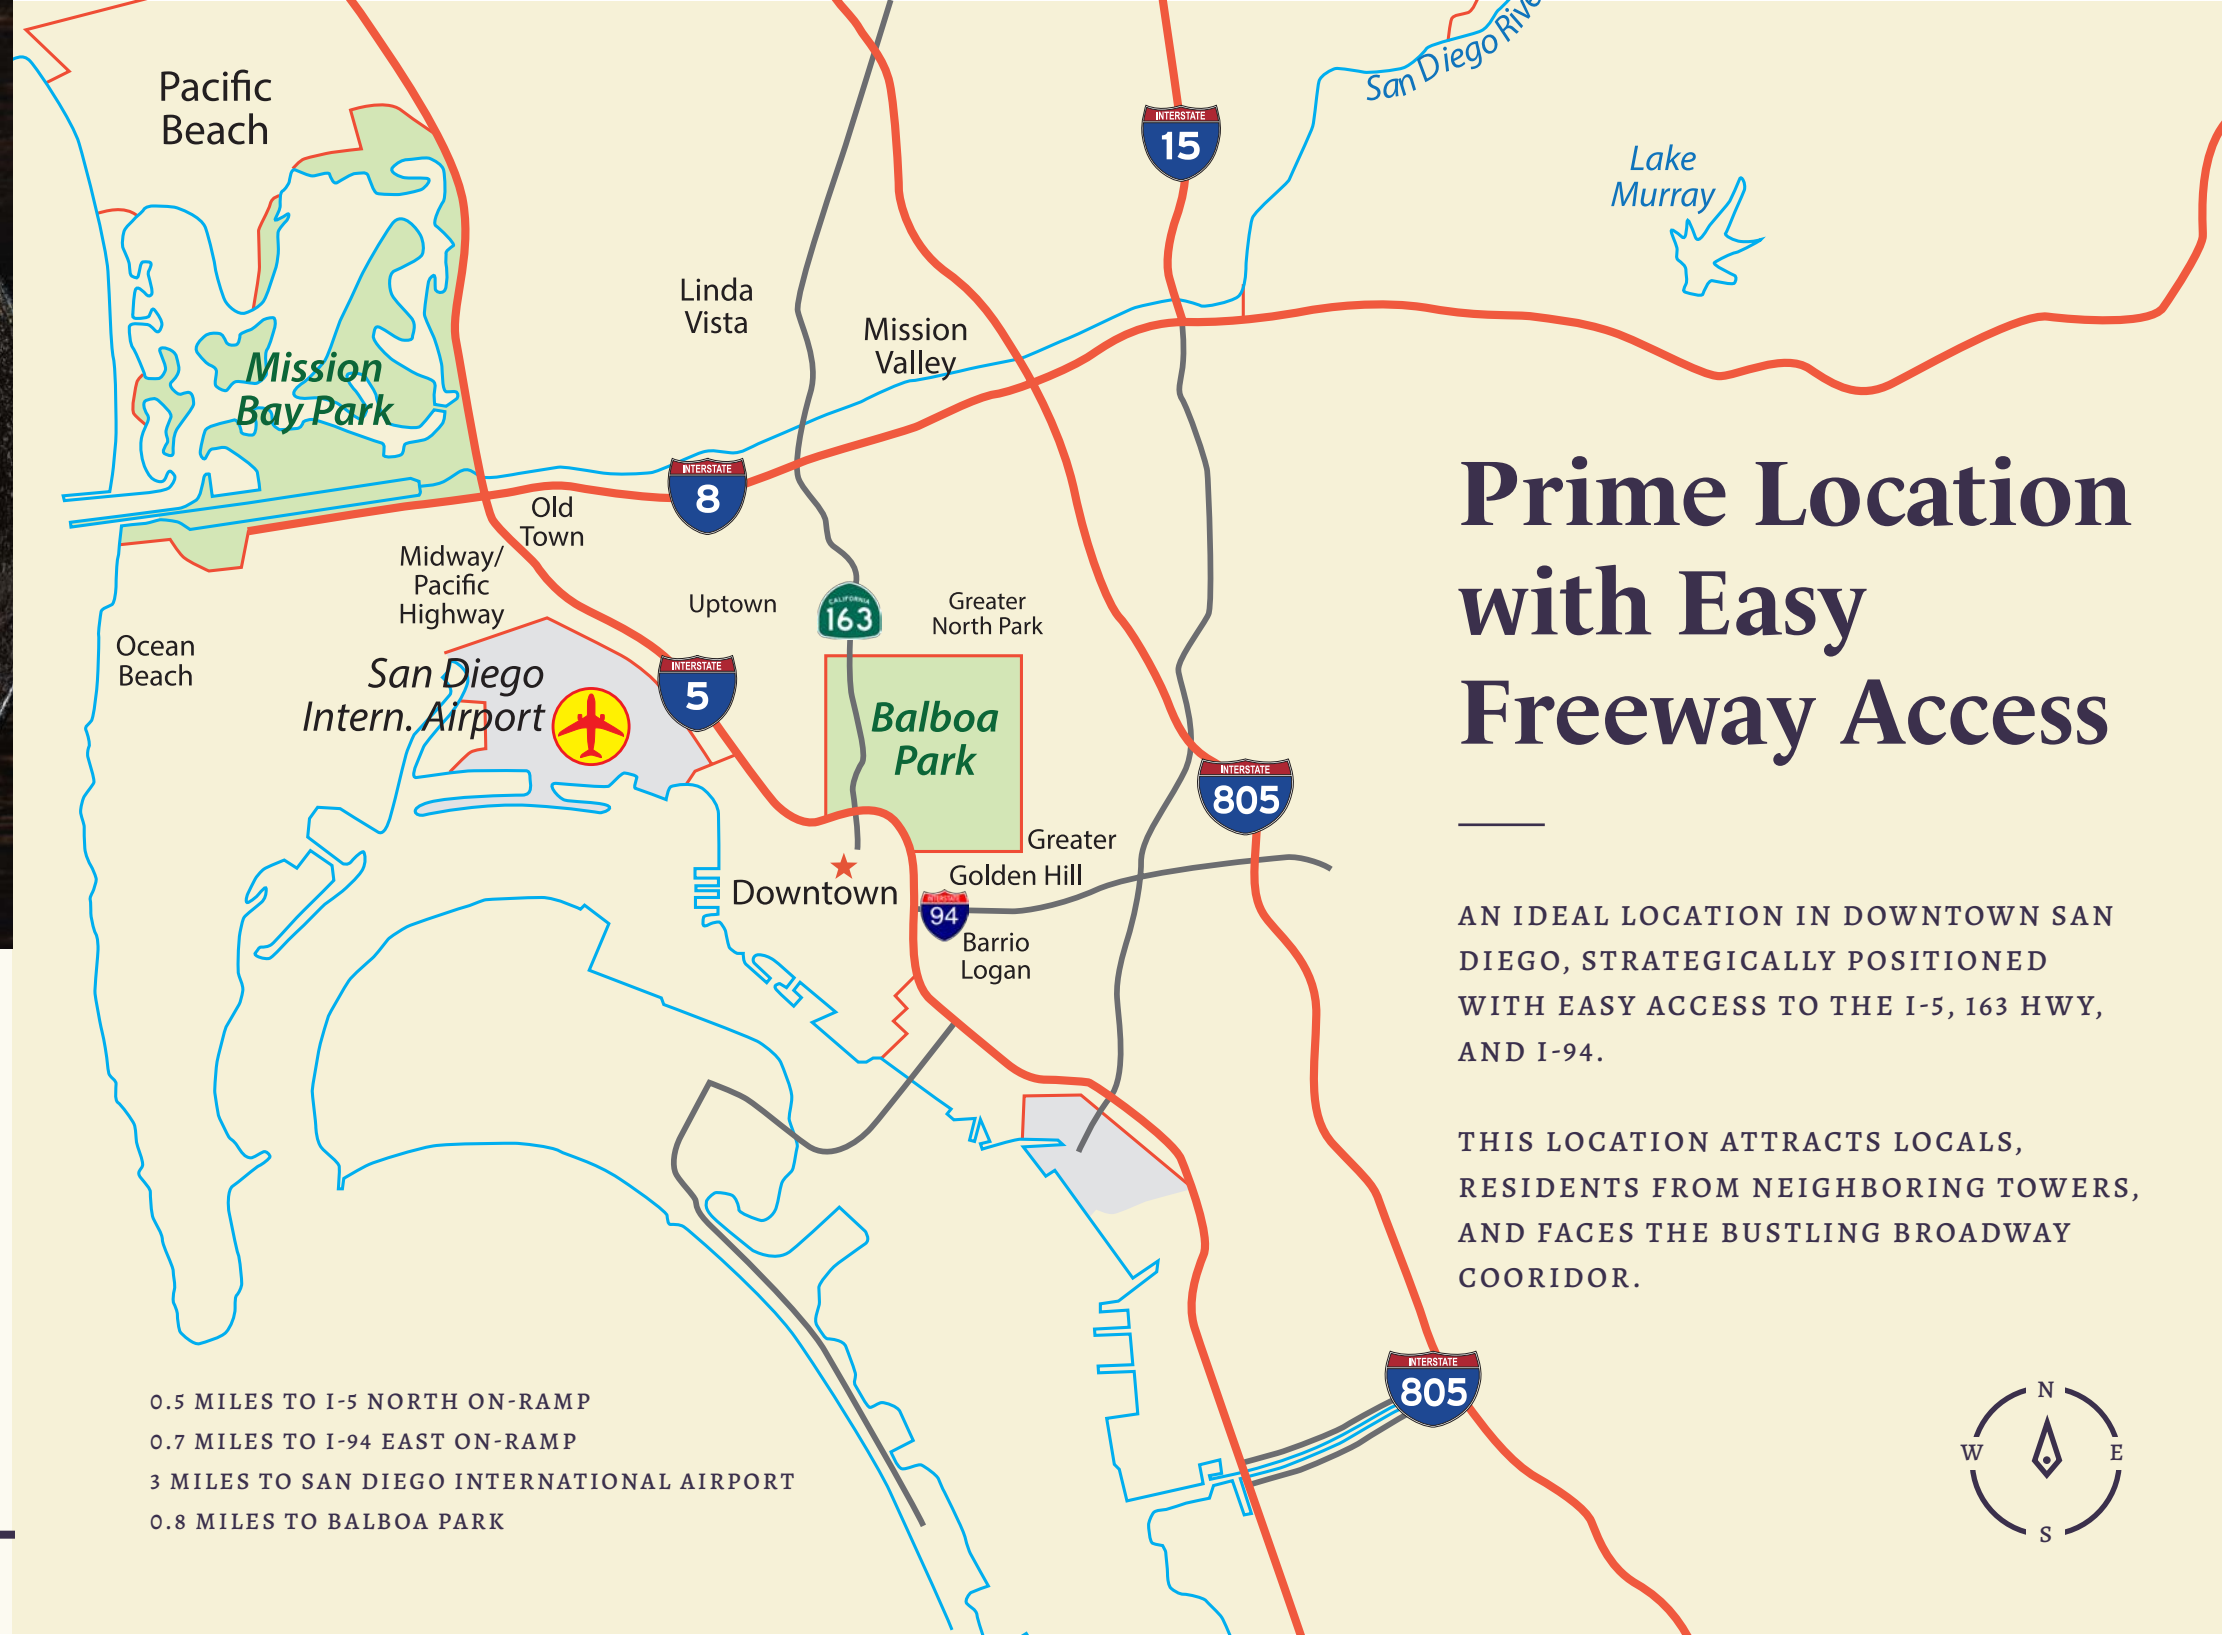 Pacific
Beach
San Diego River
INTERSTATE
15
Lake
Murray
Linda
Vista
Mission
Valley
Mission
Bay Park
INTERSTATE
8
Old
Town
Midway/
Pacific
Highway
Uptown
CALIFORNIA
163
Greater
North Park
Ocean
Beach
San Diego
Intern. Airport
INTERSTATE
5
Balboa
Park
INTERSTATE
805
Greater
Golden Hill
Downtown
INTERSTATE
94
Barrio
Logan
INTERSTATE
805
Prime Location
with Easy
Freeway Access
AN IDEAL LOCATION IN DOWNTOWN SAN
DIEGO, STRATEGICALLY POSITIONED
WITH EASY ACCESS TO THE I-5, 163 HWY,
AND I-94.
THIS LOCATION ATTRACTS LOCALS,
RESIDENTS FROM NEIGHBORING TOWERS,
AND FACES THE BUSTLING BROADWAY
COORIDOR.
0.5 MILES TO I-5 NORTH ON-RAMP
0.7 MILES TO I-94 EAST ON-RAMP
3 MILES TO SAN DIEGO INTERNATIONAL AIRPORT
0.8 MILES TO BALBOA PARK
N
W E
S